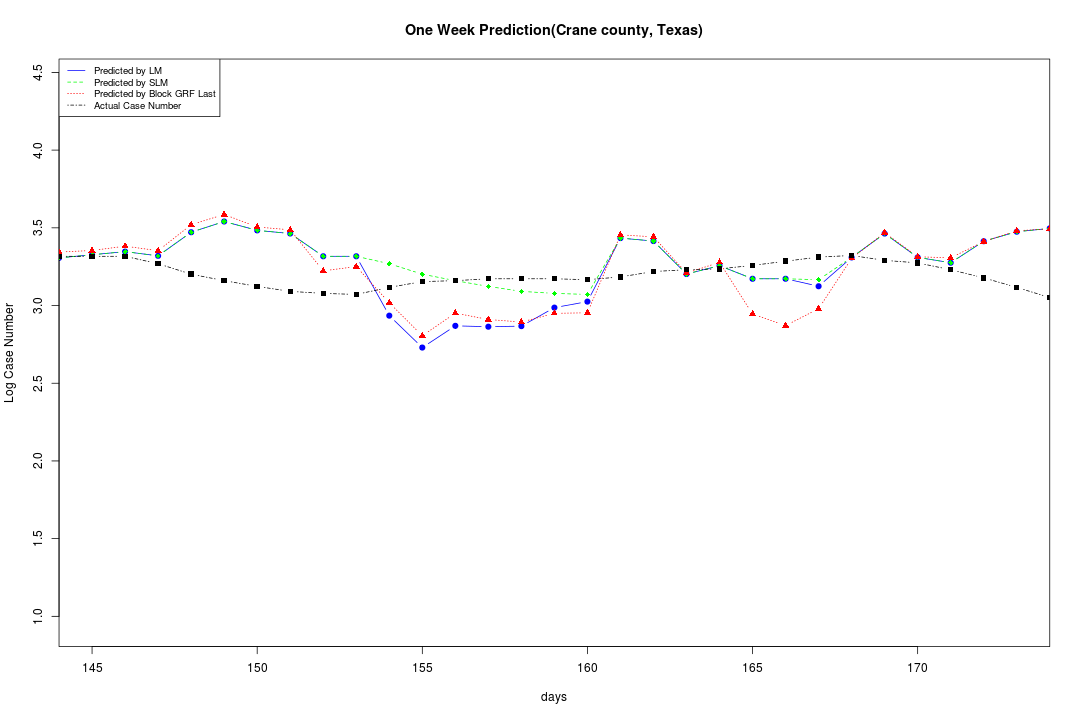 One Week Prediction(Crane county, Texas)
Predicted by LM
Predicted by SLM
Predicted by Block GRF Last
Actual Case Number
4.5
4.0
3.5
3.0
2.5
2.0
1.5
1.0
Log Case Number
145 150 155 160 165 170
days